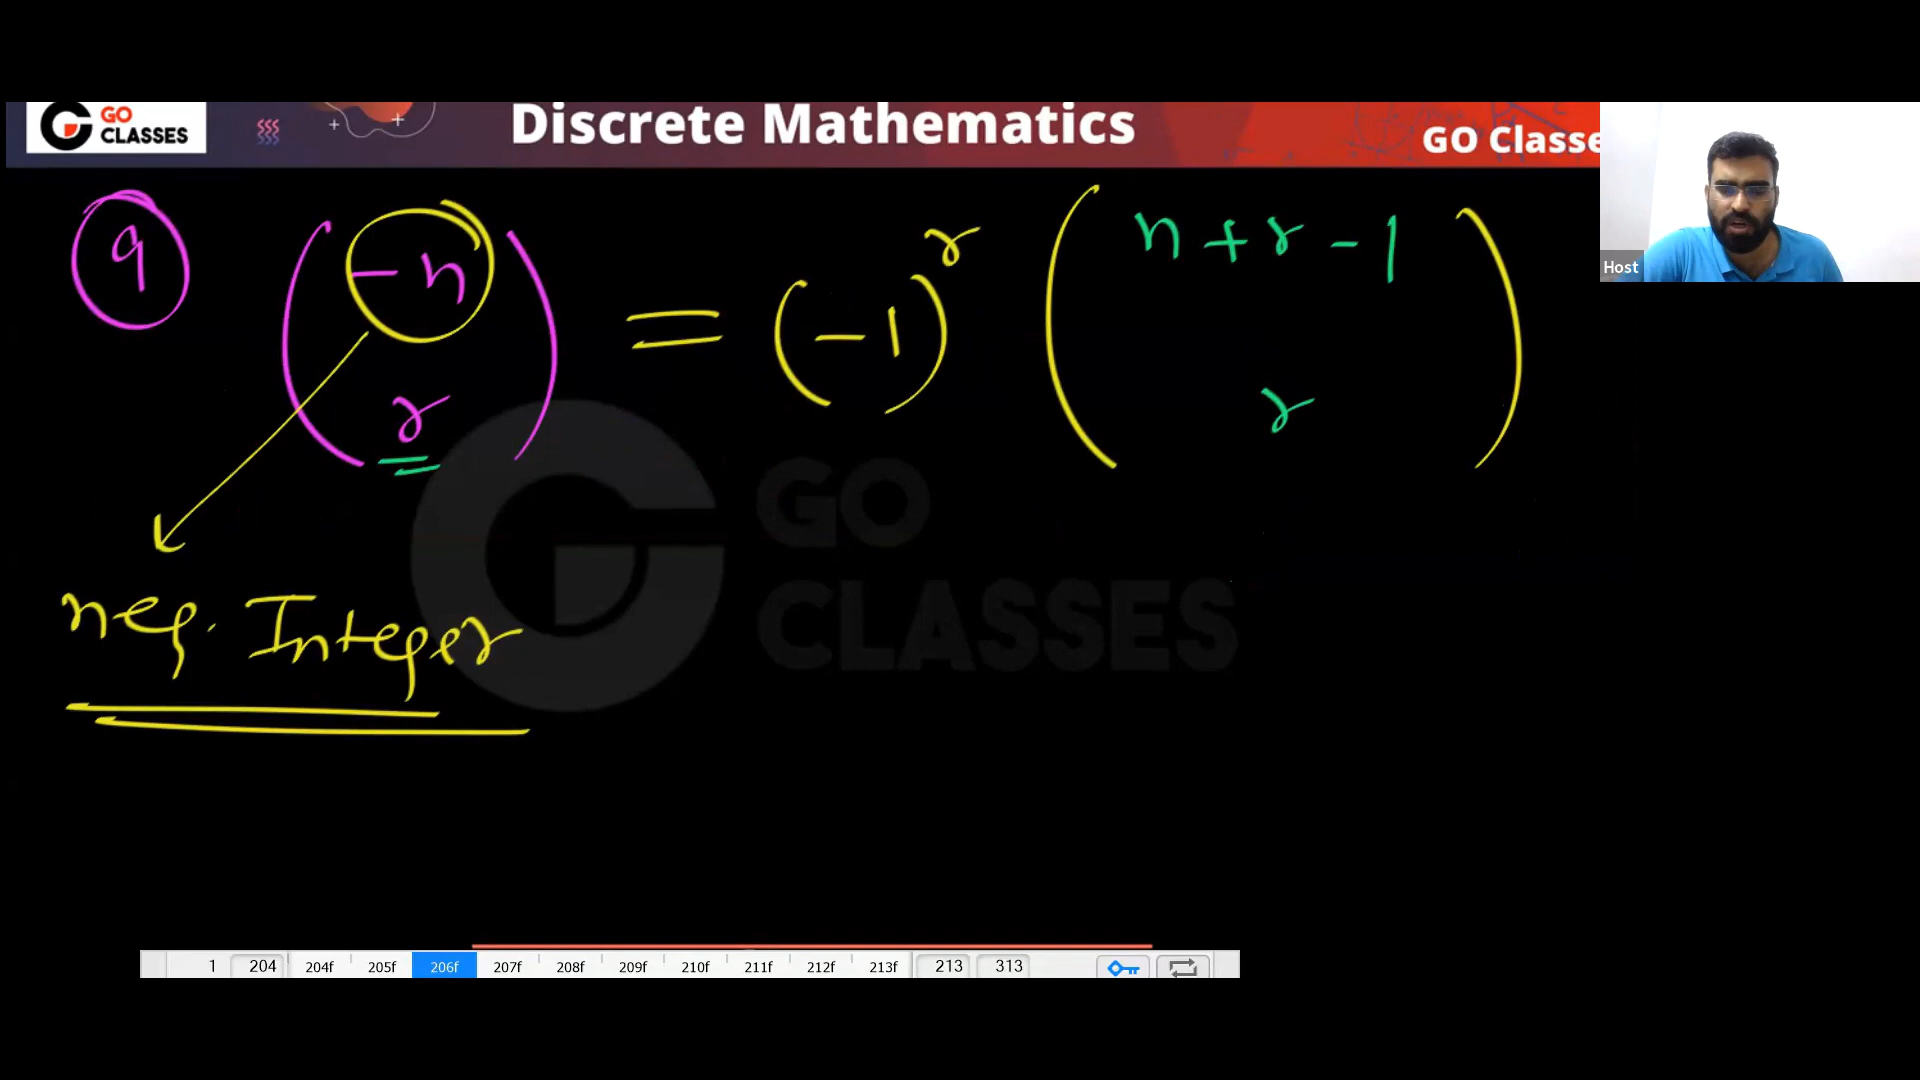 GO
CLASSES
Discrete Mathematics
GO Classe
Host
9 (-n r) = (-1)^r (n+r-1 r)
neg. Integer
GO
CLASSES
1 204 204f 205f 206f 207f 208f 209f 210f 211f 212f 213f 213 313